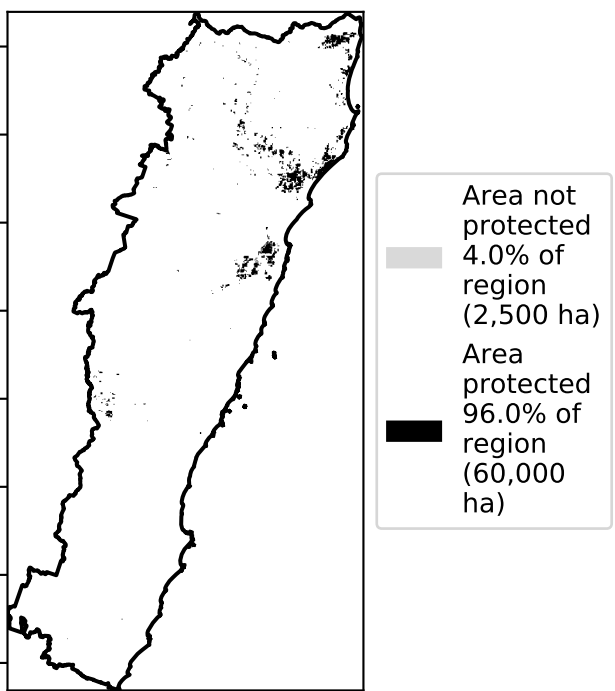 Area not
protected
4.0% of
region
(2,500 ha)
Area
protected
96.0% of
region
(60,000
ha)